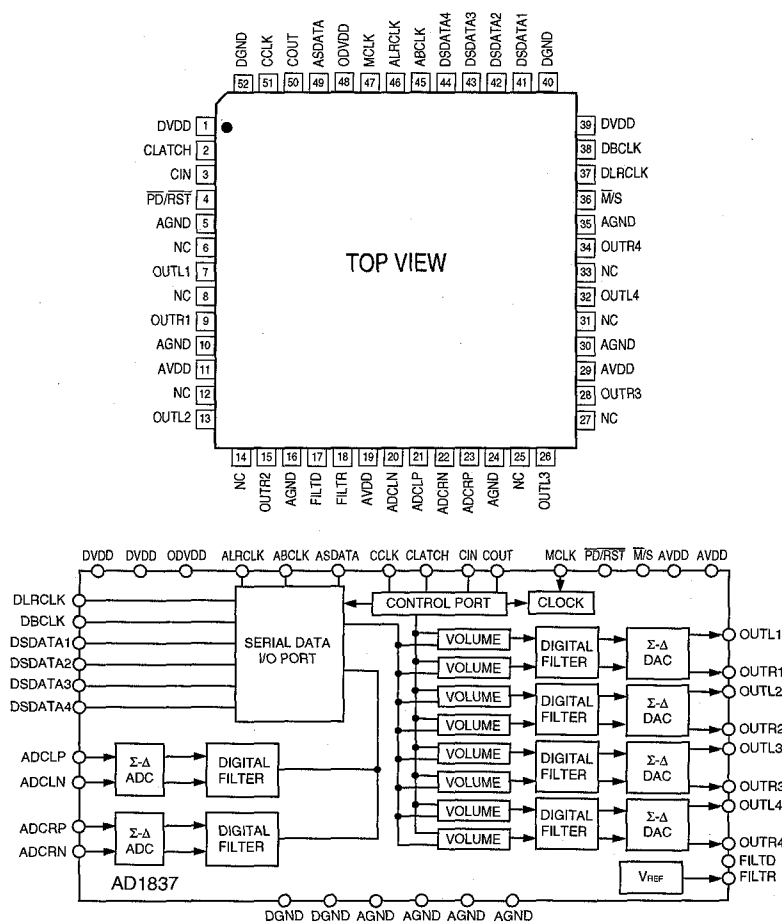 DGND CCLK COUT ASDATA ODVDD MCLK ALRCLK ABCLK DSDATA4 DSDATA3 DSDATA2 DSDATA1 DGND
52 51 50 49 48 47 46 45 44 43 42 41 40
DVDD 1
CLATCH 2
CIN 3
PD/RST 4
AGND 5
NC 6
OUTL1 7
NC 8
OUTR1 9
AGND 10
AVDD 11
NC 12
OUTL2 13
TOP VIEW
39 DVDD
38 DBCLK
37 DLRCLK
36 M/S
35 AGND
34 OUTR4
33 NC
32 OUTL4
31 NC
30 AGND
29 AVDD
28 OUTR3
27 NC
14 15 16 17 18 19 20 21 22 23 24 25 26
NC OUTR2 AGND FILTD FILTR AVDD ADCLN ADCLP ADCRN ADCRP AGND NC OUTL3
DVDD DVDD ODVDD ALRCLK ABCLK ASDATA CCLK CLATCH CIN COUT MCLK PD/RST M/S AVDD AVDD
DLRCLK
DBCLK
DSDATA1
DSDATA2
DSDATA3
DSDATA4
SERIAL DATA
I/O PORT
CONTROL PORT
CLOCK
VOLUME
VOLUME
VOLUME
VOLUME
VOLUME
VOLUME
VOLUME
VOLUME
DIGITAL
FILTER
DIGITAL
FILTER
DIGITAL
FILTER
DIGITAL
FILTER
Σ-Δ
DAC
Σ-Δ
DAC
Σ-Δ
DAC
Σ-Δ
DAC
OUTL1
OUTR1
OUTL2
OUTR2
OUTL3
OUTR3
OUTL4
OUTR4
FILTD
FILTR
VREF
ADCLP
ADCLN
Σ-Δ
ADC
DIGITAL
FILTER
ADCRP
ADCRN
Σ-Δ
ADC
DIGITAL
FILTER
AD1837
DGND DGND AGND AGND AGND AGND